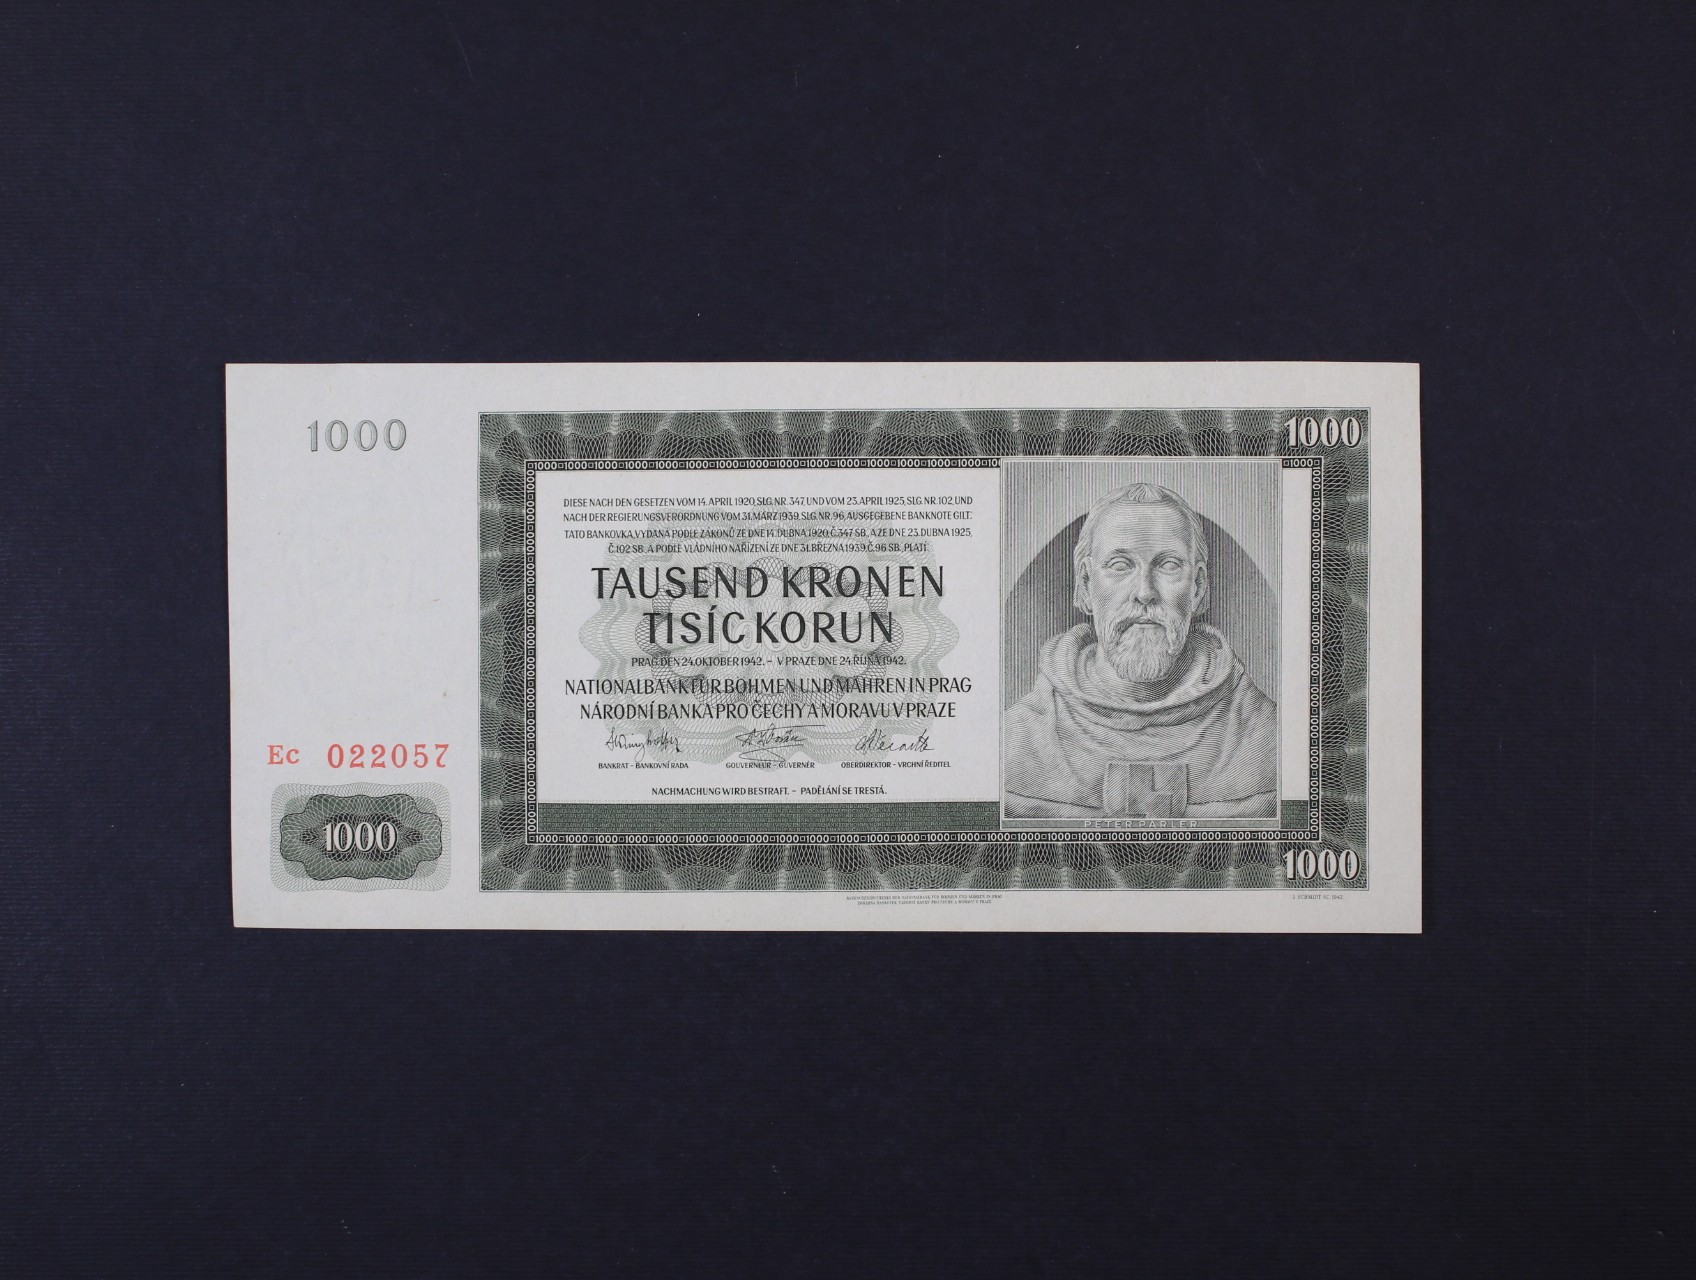 1000
1000
DIESE NACH DEN GESETZEN VOM 14. APRIL 1920, SLG. NR. 347 UND VOM 23. APRIL 1925, SLG. NR. 102, UND
NACH DER REGIERUNGSVERORDNUNG VOM 31. MÄRZ 1939, SLG. NR. 96, AUSGEGEBENE BANKNOTE GILT.
TATO BANKOVKA, VYDANÁ PODLE ZÁKONŮ ZE DNE 14. DUBNA 1920, Č. 347 SB., A ZE DNE 23. DUBNA 1925,
Č. 102 SB., A PODLE VLÁDNÍHO NAŘÍZENÍ ZE DNE 31. BŘEZNA 1939, Č. 96 SB., PLATÍ
TAUSEND KRONEN
TISÍC KORUN
PRAG, DEN 24. OKTOBER 1942. – V PRAZE DNE 24. ŘÍJNA 1942.
NATIONALBANK FÜR BÖHMEN UND MÄHREN IN PRAG
NÁRODNÍ BANKA PRO ČECHY A MORAVU V PRAZE
BANKRAT – BANKOVNÍ RADA GOUVERNEUR – GUVERNÉR OBERDIREKTOR – VRCHNÍ ŘEDITEL
NACHMACHUNG WIRD BESTRAFT. – PADĚLÁNÍ SE TRESTÁ.
PETER PARLER
Ec 022057
1000
1000
J. SCHMIDT SC. 1942.